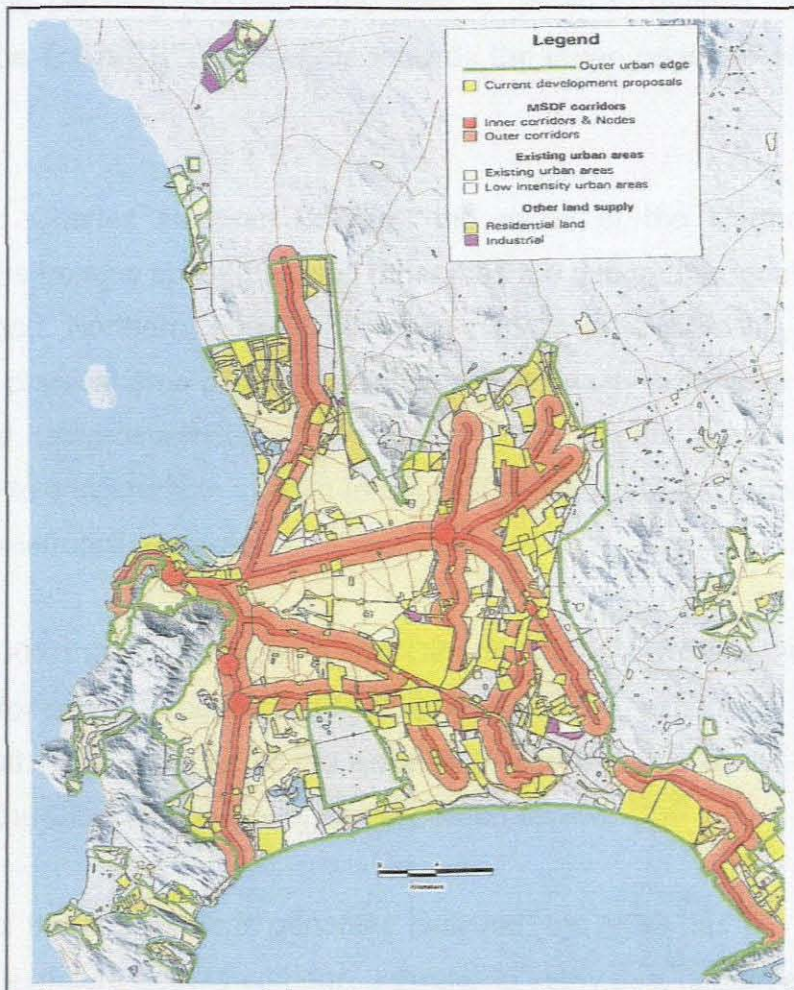 Legend
Outer urban edge
Current development proposals
MSDF corridors
Inner corridors & Nodes
Outer corridors
Existing urban areas
Existing urban areas
Low intensity urban areas
Other land supply
Residential land
Industrial
Kilometers